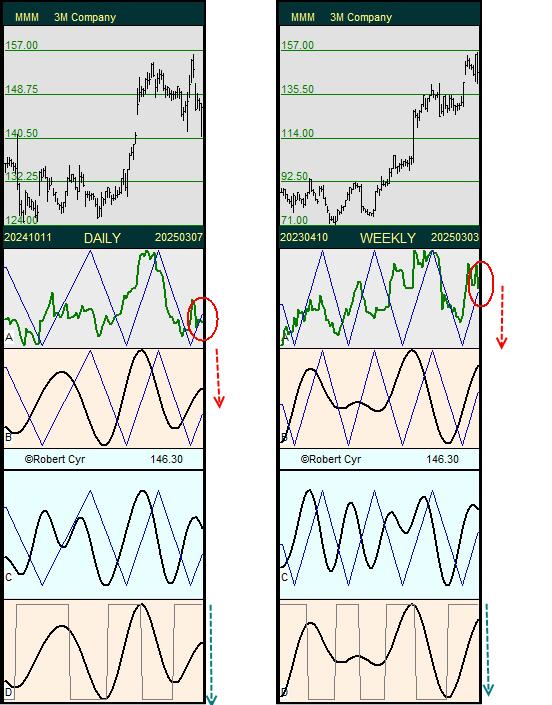 MMM 3M Company
157.00
148.75
140.50
132.25
124.00
20241011 DAILY 20250307
A
B
©Robert Cyr 146.30
C
D
MMM 3M Company
157.00
135.50
114.00
92.50
71.00
20230410 WEEKLY 20250303
A
B
©Robert Cyr 146.30
C
D